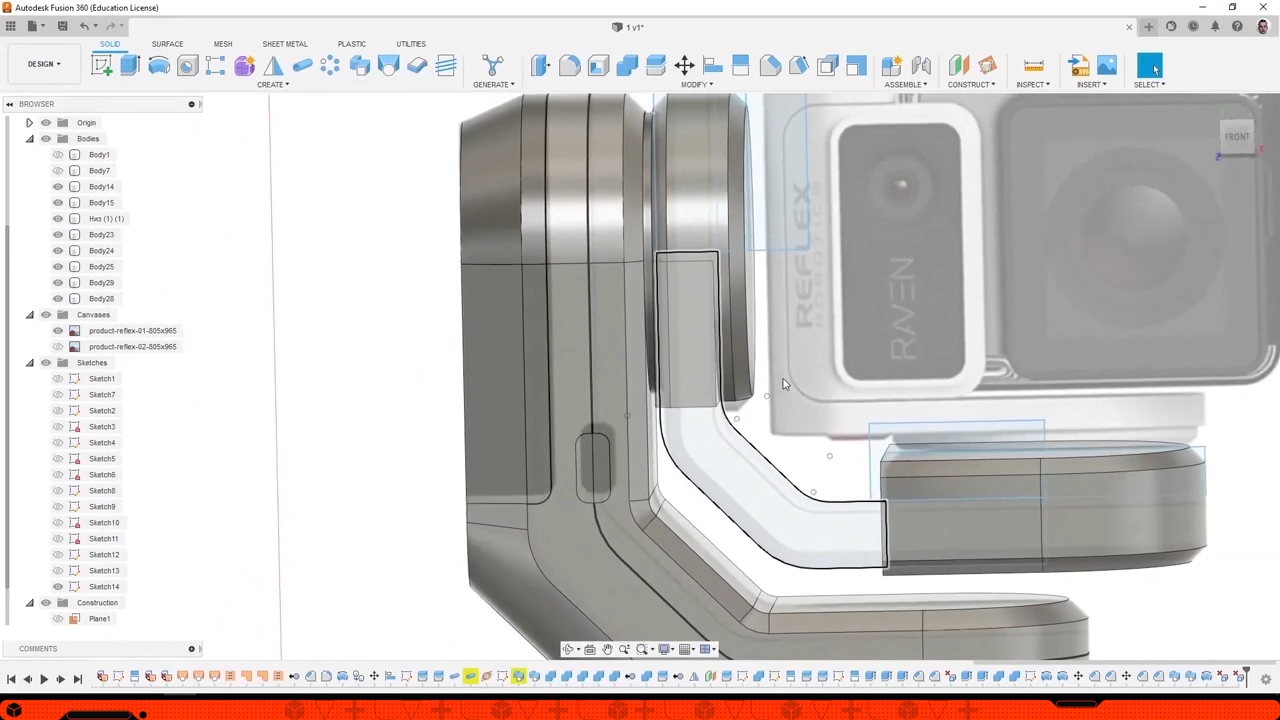 Autodesk Fusion 360 (Education License)
1 v1*
SOLID SURFACE MESH SHEET METAL PLASTIC UTILITIES
DESIGN
CREATE GENERATE MODIFY ASSEMBLE CONSTRUCT INSPECT INSERT SELECT
BROWSER
Origin
Bodies
Body1
Body7
Body14
Body15
Низ (1) (1)
Body23
Body24
Body25
Body29
Body28
Canvases
product-reflex-01-805x965
product-reflex-02-805x965
Sketches
Sketch1
Sketch7
Sketch2
Sketch3
Sketch4
Sketch5
Sketch6
Sketch8
Sketch9
Sketch10
Sketch11
Sketch12
Sketch13
Sketch14
Construction
Plane1
COMMENTS
FRONT
X
Z
REFLEX
ROBOTICS
RAVEN